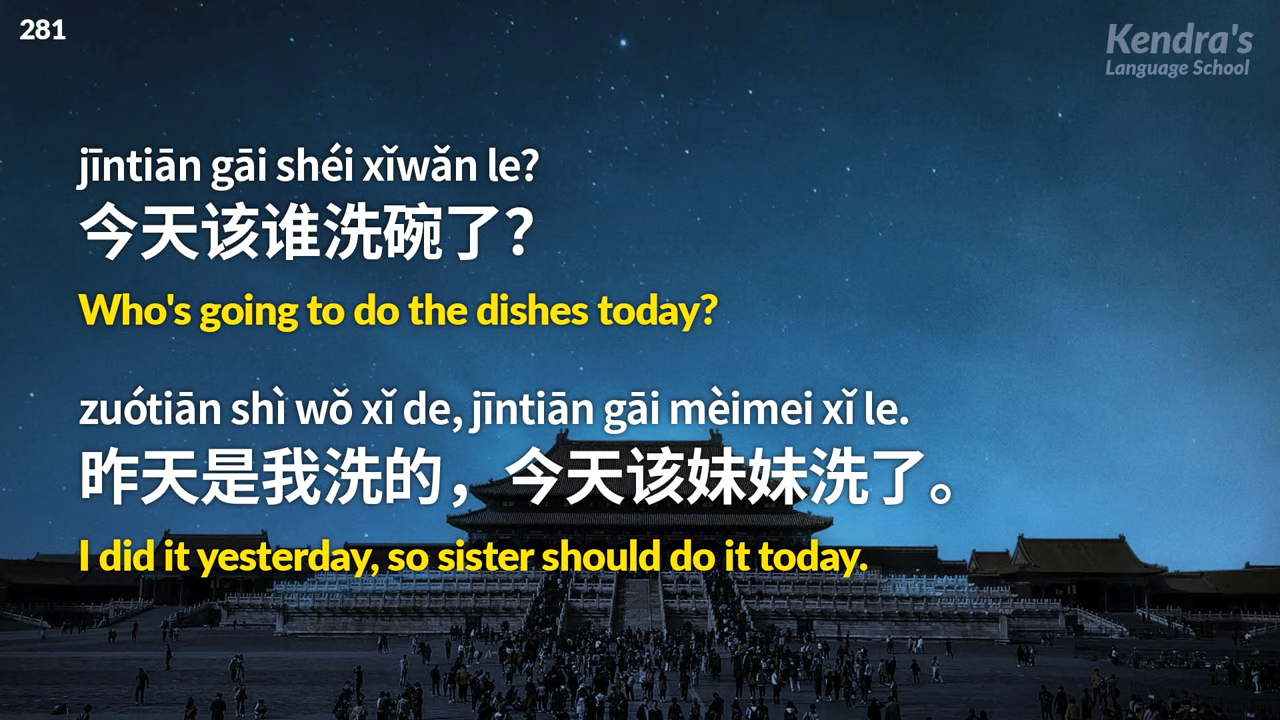 281
Kendra's
Language School
jīntiān gāi shéi xǐwǎn le?
今天该谁洗碗了？
Who's going to do the dishes today?
zuótiān shì wǒ xǐ de, jīntiān gāi mèimei xǐ le.
昨天是我洗的，今天该妹妹洗了。
I did it yesterday, so sister should do it today.